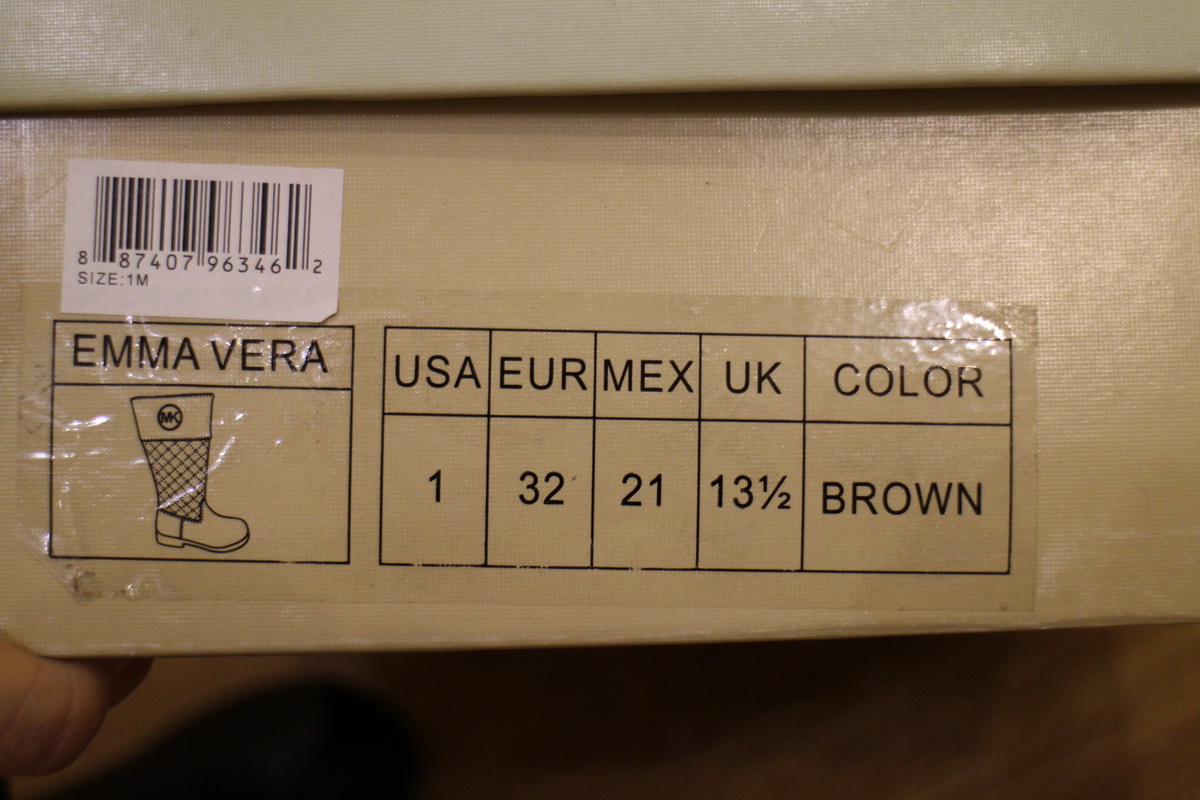 8 87407 96346 2
SIZE:1M
EMMA VERA
MK
USA EUR MEX UK COLOR
1 32 21 13½ BROWN